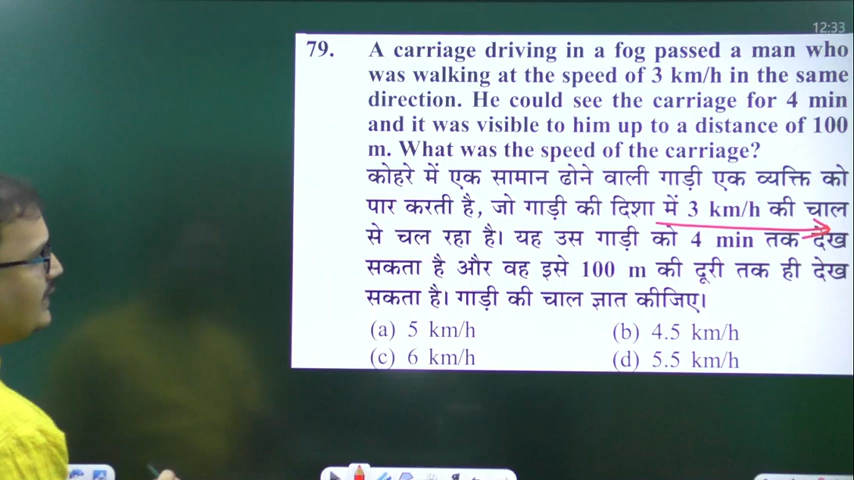 12:33
79. A carriage driving in a fog passed a man who
was walking at the speed of 3 km/h in the same
direction. He could see the carriage for 4 min
and it was visible to him up to a distance of 100
m. What was the speed of the carriage?
कोहरे में एक सामान ढोने वाली गाड़ी एक व्यक्ति को
पार करती है, जो गाड़ी की दिशा में 3 km/h की चाल
से चल रहा है। यह उस गाड़ी को 4 min तक देख
सकता है और वह इसे 100 m की दूरी तक ही देख
सकता है। गाड़ी की चाल ज्ञात कीजिए।
(a) 5 km/h (b) 4.5 km/h
(c) 6 km/h (d) 5.5 km/h